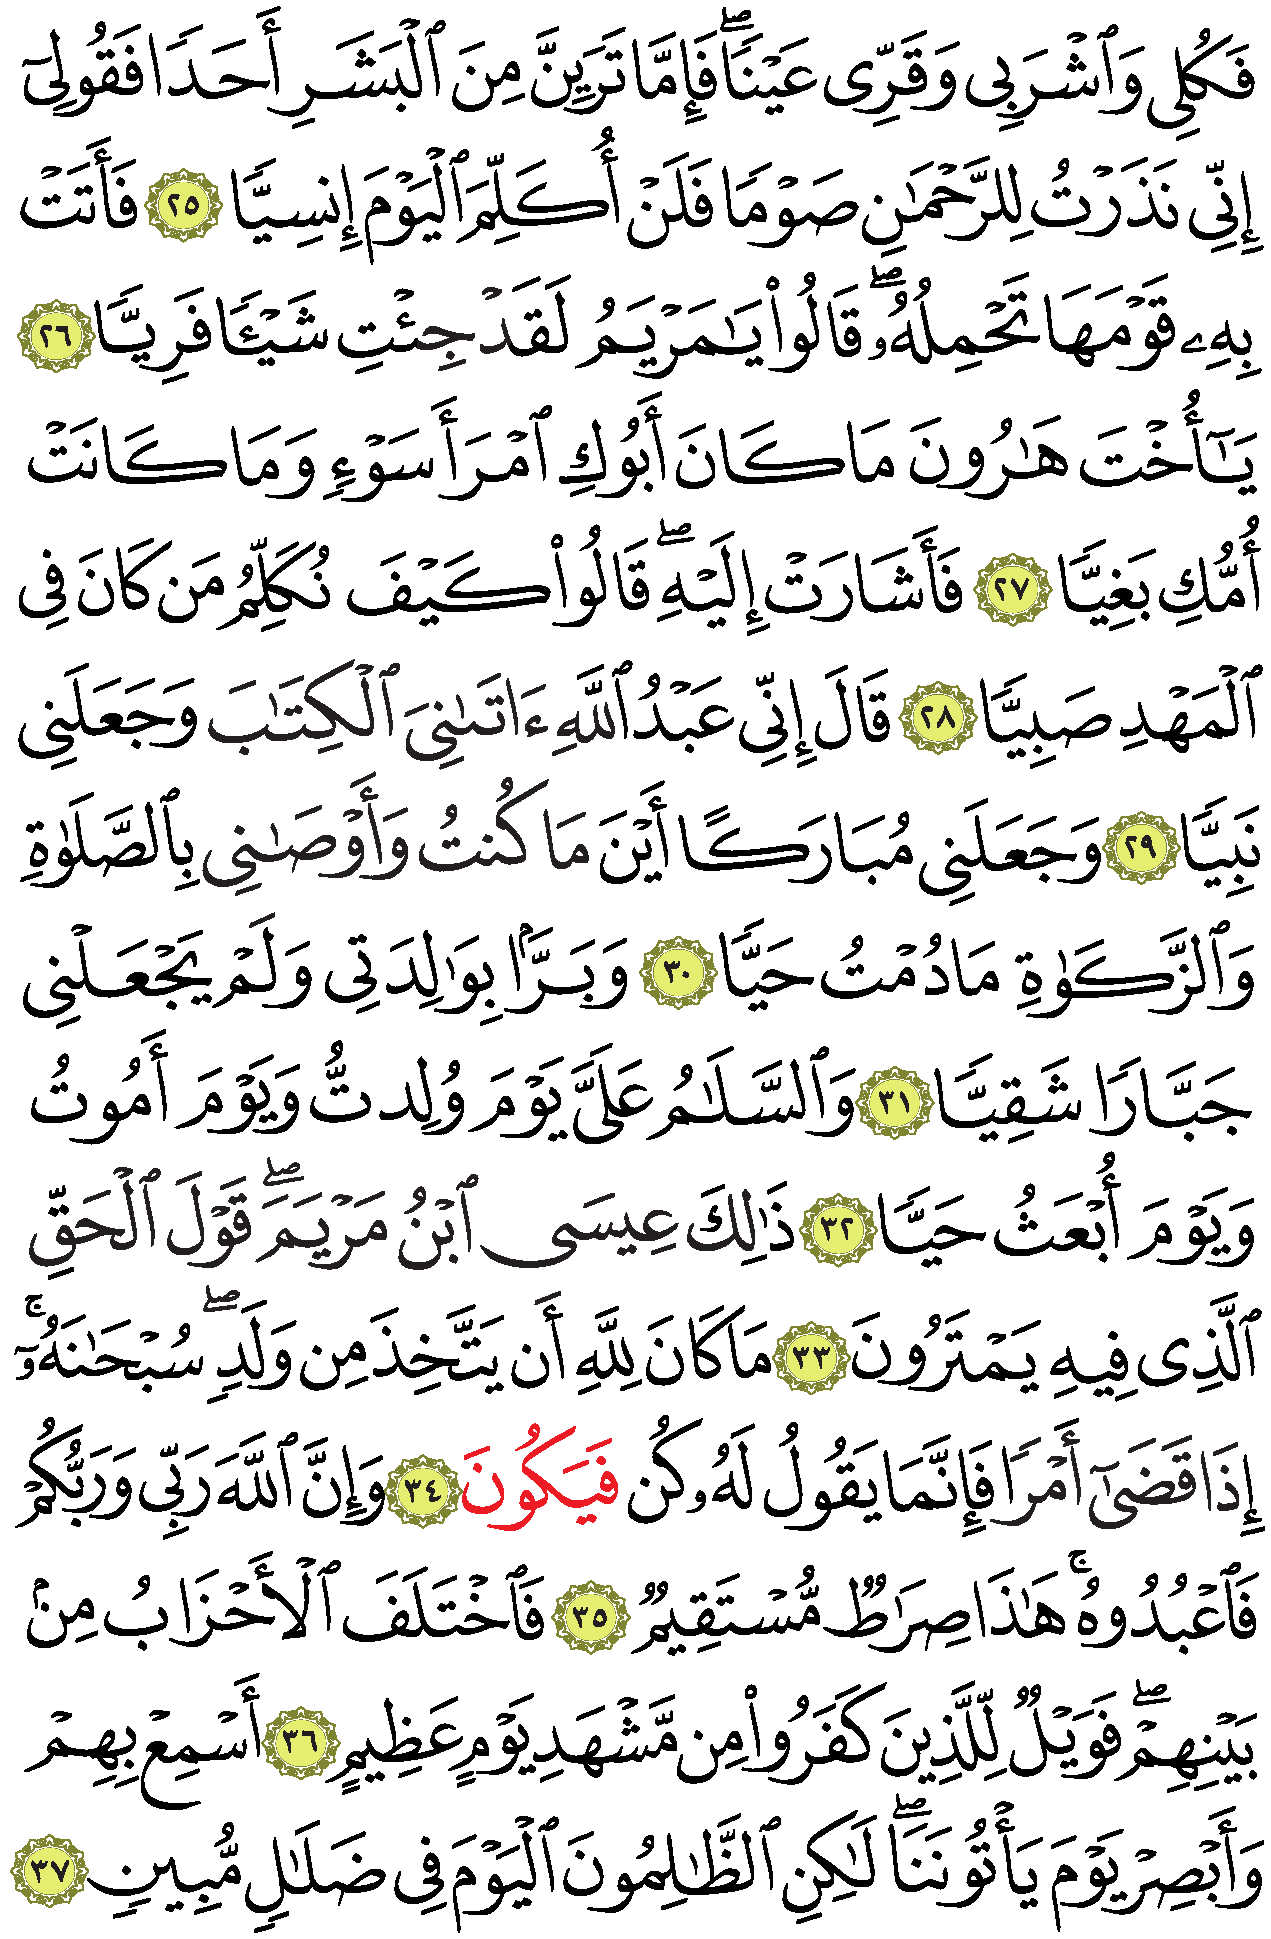 فَكُلِي وَٱشۡرَبِي وَقَرِّي عَيۡنٗاۖ فَإِمَّا تَرَيِنَّ مِنَ ٱلۡبَشَرِ أَحَدٗا فَقُولِيٓ
إِنِّي نَذَرۡتُ لِلرَّحۡمَٰنِ صَوۡمٗا فَلَنۡ أُكَلِّمَ ٱلۡيَوۡمَ إِنسِيّٗا ٢٥ فَأَتَتۡ
بِهِۦ قَوۡمَهَا تَحۡمِلُهُۥۖ قَالُواْ يَٰمَرۡيَمُ لَقَدۡ جِئۡتِ شَيۡـٔٗا فَرِيّٗا ٢٦
يَٰٓأُخۡتَ هَٰرُونَ مَا كَانَ أَبُوكِ ٱمۡرَأَ سَوۡءٖ وَمَا كَانَتۡ
أُمُّكِ بَغِيّٗا ٢٧ فَأَشَارَتۡ إِلَيۡهِۖ قَالُواْ كَيۡفَ نُكَلِّمُ مَن كَانَ فِي
ٱلۡمَهۡدِ صَبِيّٗا ٢٨ قَالَ إِنِّي عَبۡدُ ٱللَّهِ ءَاتَىٰنِيَ ٱلۡكِتَٰبَ وَجَعَلَنِي
نَبِيّٗا ٢٩ وَجَعَلَنِي مُبَارَكًا أَيۡنَ مَا كُنتُ وَأَوۡصَٰنِي بِٱلصَّلَوٰةِ
وَٱلزَّكَوٰةِ مَا دُمۡتُ حَيّٗا ٣٠ وَبَرَّۢا بِوَٰلِدَتِي وَلَمۡ يَجۡعَلۡنِي
جَبَّارٗا شَقِيّٗا ٣١ وَٱلسَّلَٰمُ عَلَيَّ يَوۡمَ وُلِدتُّ وَيَوۡمَ أَمُوتُ
وَيَوۡمَ أُبۡعَثُ حَيّٗا ٣٢ ذَٰلِكَ عِيسَى ٱبۡنُ مَرۡيَمَۖ قَوۡلَ ٱلۡحَقِّ
ٱلَّذِي فِيهِ يَمۡتَرُونَ ٣٣ مَا كَانَ لِلَّهِ أَن يَتَّخِذَ مِن وَلَدٖۖ سُبۡحَٰنَهُۥٓۚ
إِذَا قَضَىٰٓ أَمۡرٗا فَإِنَّمَا يَقُولُ لَهُۥ كُن فَيَكُونَ ٣٤ وَإِنَّ ٱللَّهَ رَبِّي وَرَبُّكُمۡ
فَٱعۡبُدُوهُۚ هَٰذَا صِرَٰطٞ مُّسۡتَقِيمٞ ٣٥ فَٱخۡتَلَفَ ٱلۡأَحۡزَابُ مِنۢ
بَيۡنِهِمۡۖ فَوَيۡلٞ لِّلَّذِينَ كَفَرُواْ مِن مَّشۡهَدِ يَوۡمٍ عَظِيمٍ ٣٦ أَسۡمِعۡ بِهِمۡ
وَأَبۡصِرۡ يَوۡمَ يَأۡتُونَنَاۖ لَٰكِنِ ٱلظَّٰلِمُونَ ٱلۡيَوۡمَ فِي ضَلَٰلٖ مُّبِينٖ ٣٧